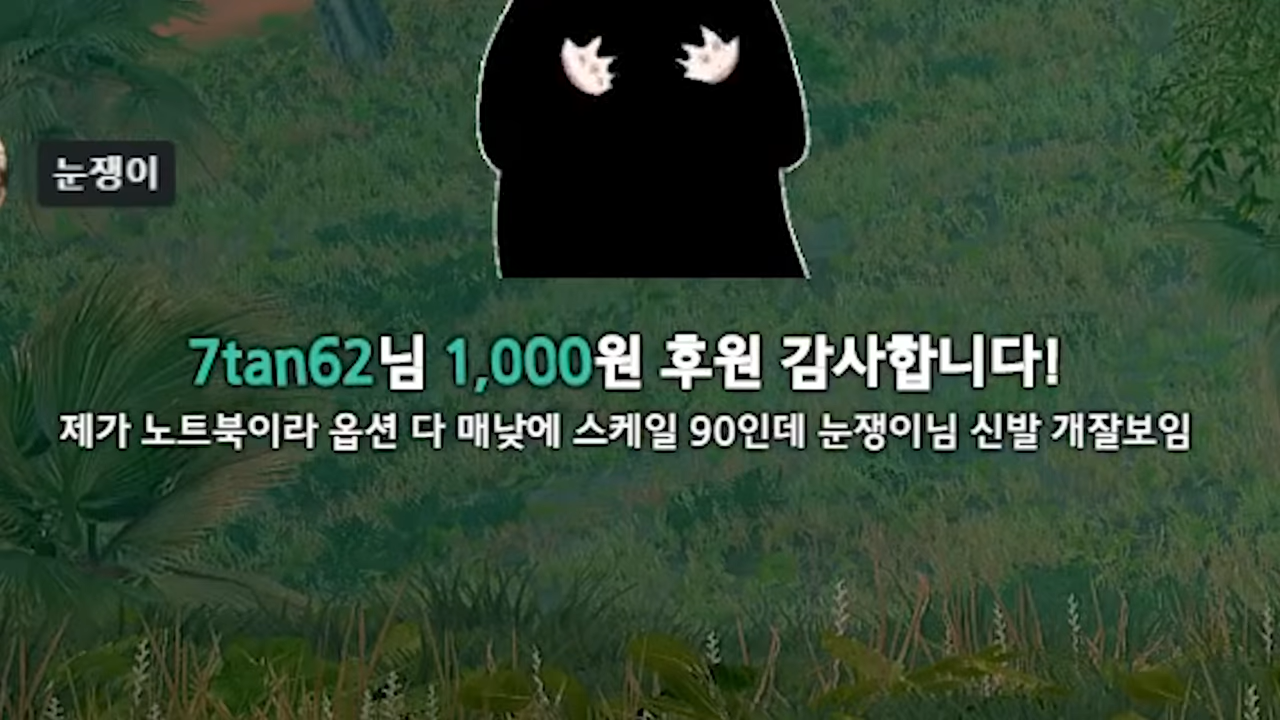 눈쟁이
7tan62님 1,000원 후원 감사합니다!
제가 노트북이라 옵션 다 매낮에 스케일 90인데 눈쟁이님 신발 개잘보임